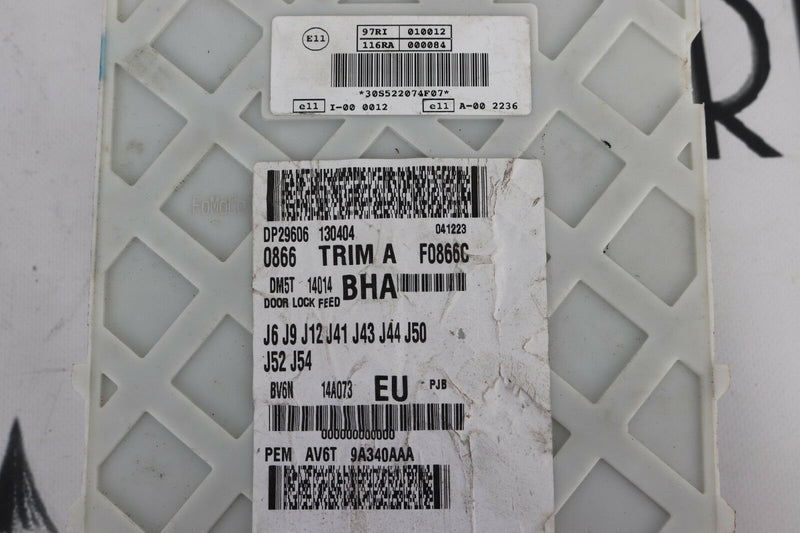 E11 97RI 010012
116RA 000084
*30S522074F07*
e11 I-00 0012 e11 A-00 2236
DP29606 130404 041223
0866 TRIM A F0866C
DM5T 14014 BHA
DOOR LOCK FEED
J6 J9 J12 J41 J43 J44 J50
J52 J54
BV6N 14A073 EU PJB
000000000000
PEM AV6T 9A340AAA